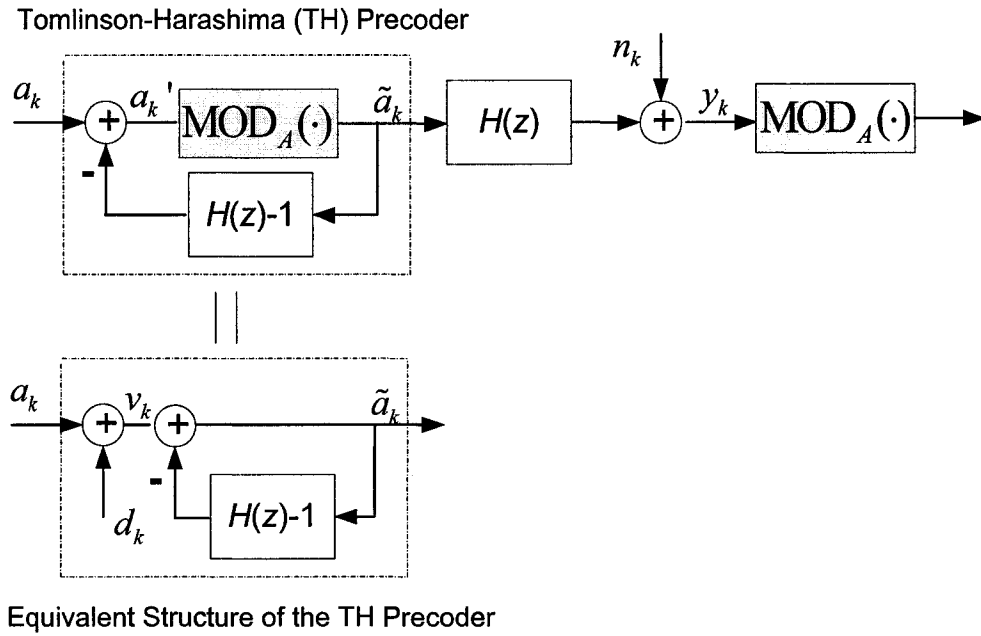 Tomlinson-Harashima (TH) Precoder
a_k
+
a_k '
MOD_A(·)
ã_k
H(z)
n_k
+
y_k
MOD_A(·)
-
H(z)-1
a_k
+
v_k
+
ã_k
-
d_k
H(z)-1
Equivalent Structure of the TH Precoder